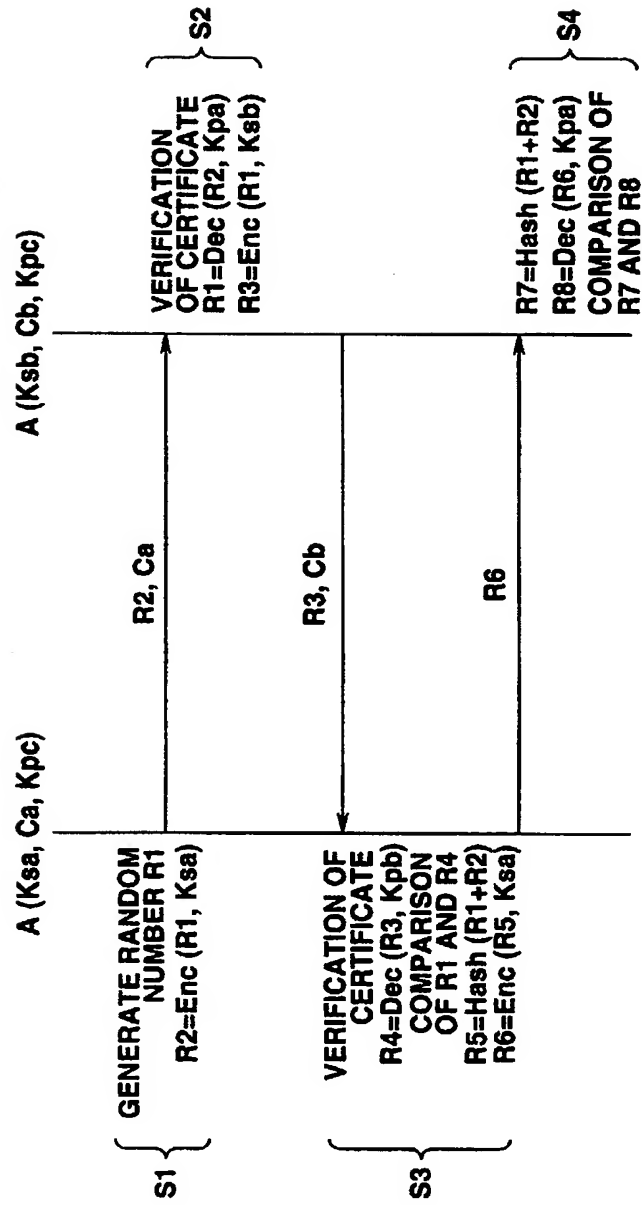 A (Ksa, Ca, Kpc)
A (Ksb, Cb, Kpc)
S1
GENERATE RANDOM
NUMBER R1
R2=Enc (R1, Ksa)
R2, Ca
VERIFICATION
OF CERTIFICATE
R1=Dec (R2, Kpa)
R3=Enc (R1, Ksb)
S2
R3, Cb
S3
VERIFICATION OF
CERTIFICATE
R4=Dec (R3, Kpb)
COMPARISON
OF R1 AND R4
R5=Hash (R1+R2)
R6=Enc (R5, Ksa)
R6
R7=Hash (R1+R2)
R8=Dec (R6, Kpa)
COMPARISON OF
R7 AND R8
S4